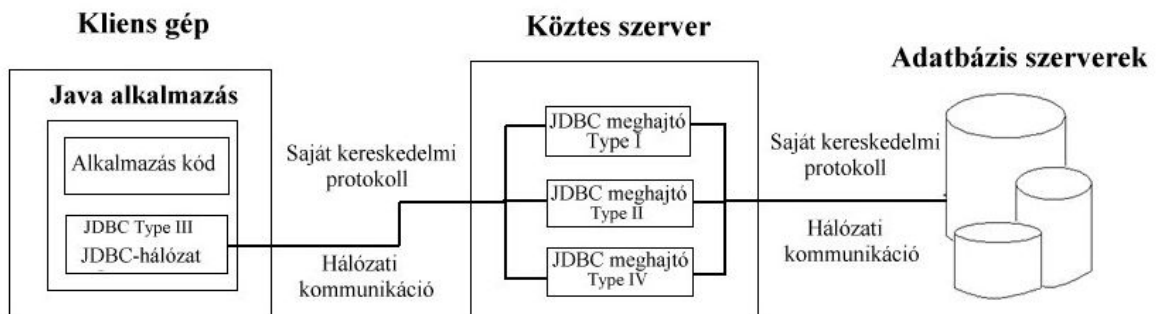 Kliens gép
Java alkalmazás
Alkalmazás kód
JDBC Type III
JDBC-hálózat
Saját kereskedelmi
protokoll
Hálózati
kommunikáció
Köztes szerver
JDBC meghajtó
Type I
JDBC meghajtó
Type II
JDBC meghajtó
Type IV
Saját kereskedelmi
protokoll
Hálózati
kommunikáció
Adatbázis szerverek